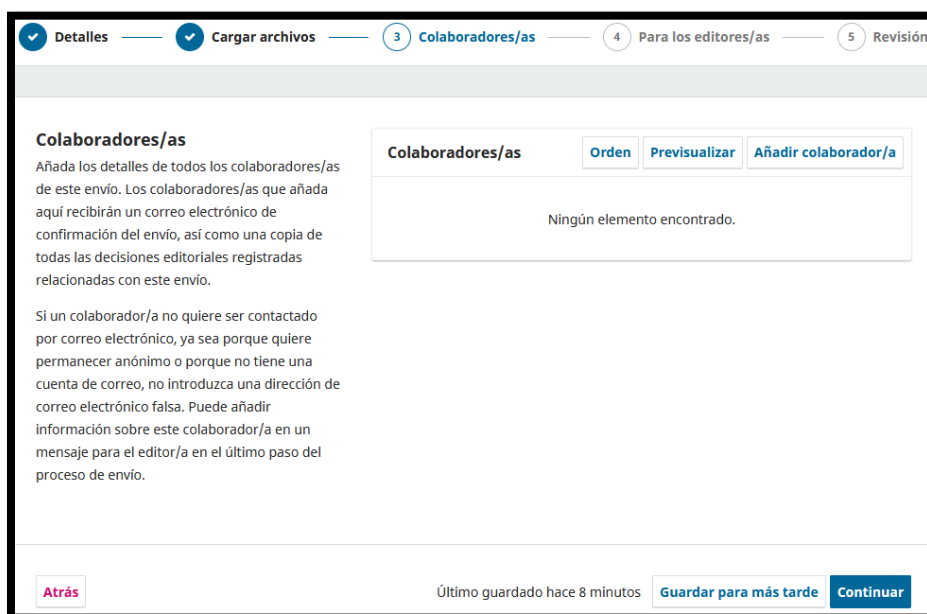 Detalles
Cargar archivos
3 Colaboradores/as
4 Para los editores/as
5 Revisión
Colaboradores/as
Añada los detalles de todos los colaboradores/as
de este envío. Los colaboradores/as que añada
aquí recibirán un correo electrónico de
confirmación del envío, así como una copia de
todas las decisiones editoriales registradas
relacionadas con este envío.
Si un colaborador/a no quiere ser contactado
por correo electrónico, ya sea porque quiere
permanecer anónimo o porque no tiene una
cuenta de correo, no introduzca una dirección de
correo electrónico falsa. Puede añadir
información sobre este colaborador/a en un
mensaje para el editor/a en el último paso del
proceso de envío.
Colaboradores/as
Orden
Previsualizar
Añadir colaborador/a
Ningún elemento encontrado.
Atrás
Último guardado hace 8 minutos
Guardar para más tarde
Continuar